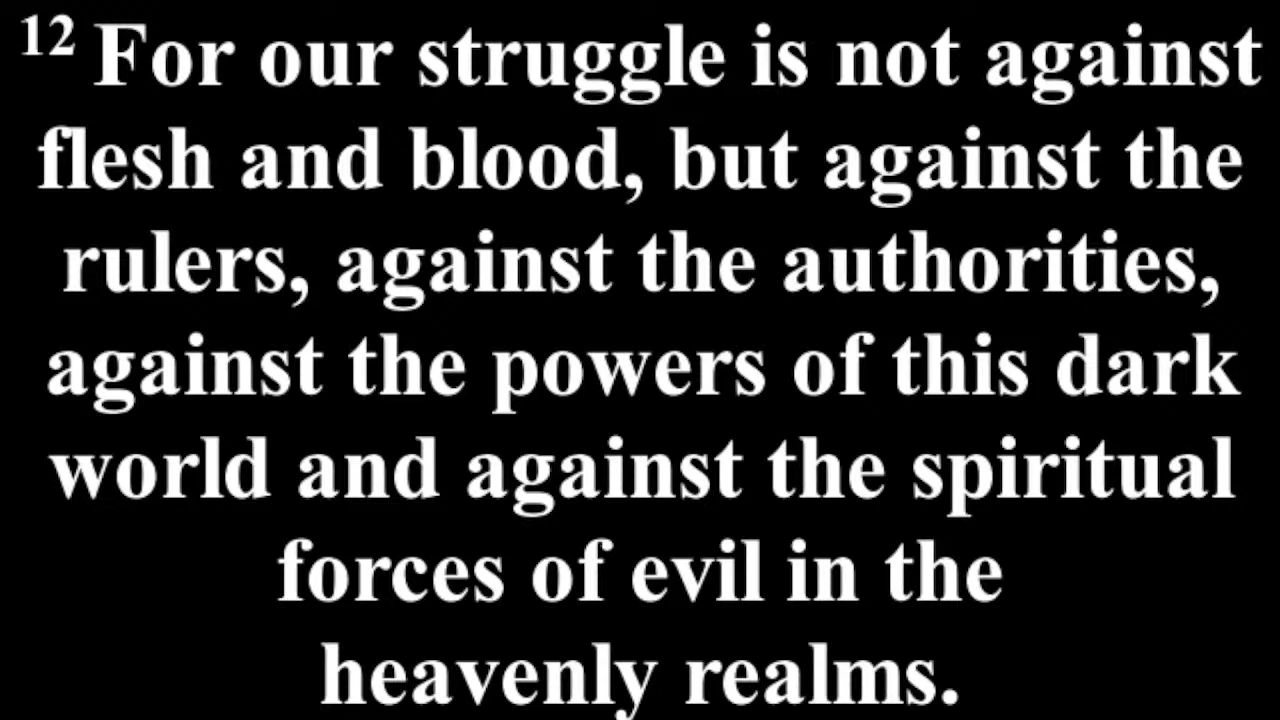 12 For our struggle is not against
flesh and blood, but against the
rulers, against the authorities,
against the powers of this dark
world and against the spiritual
forces of evil in the
heavenly realms.